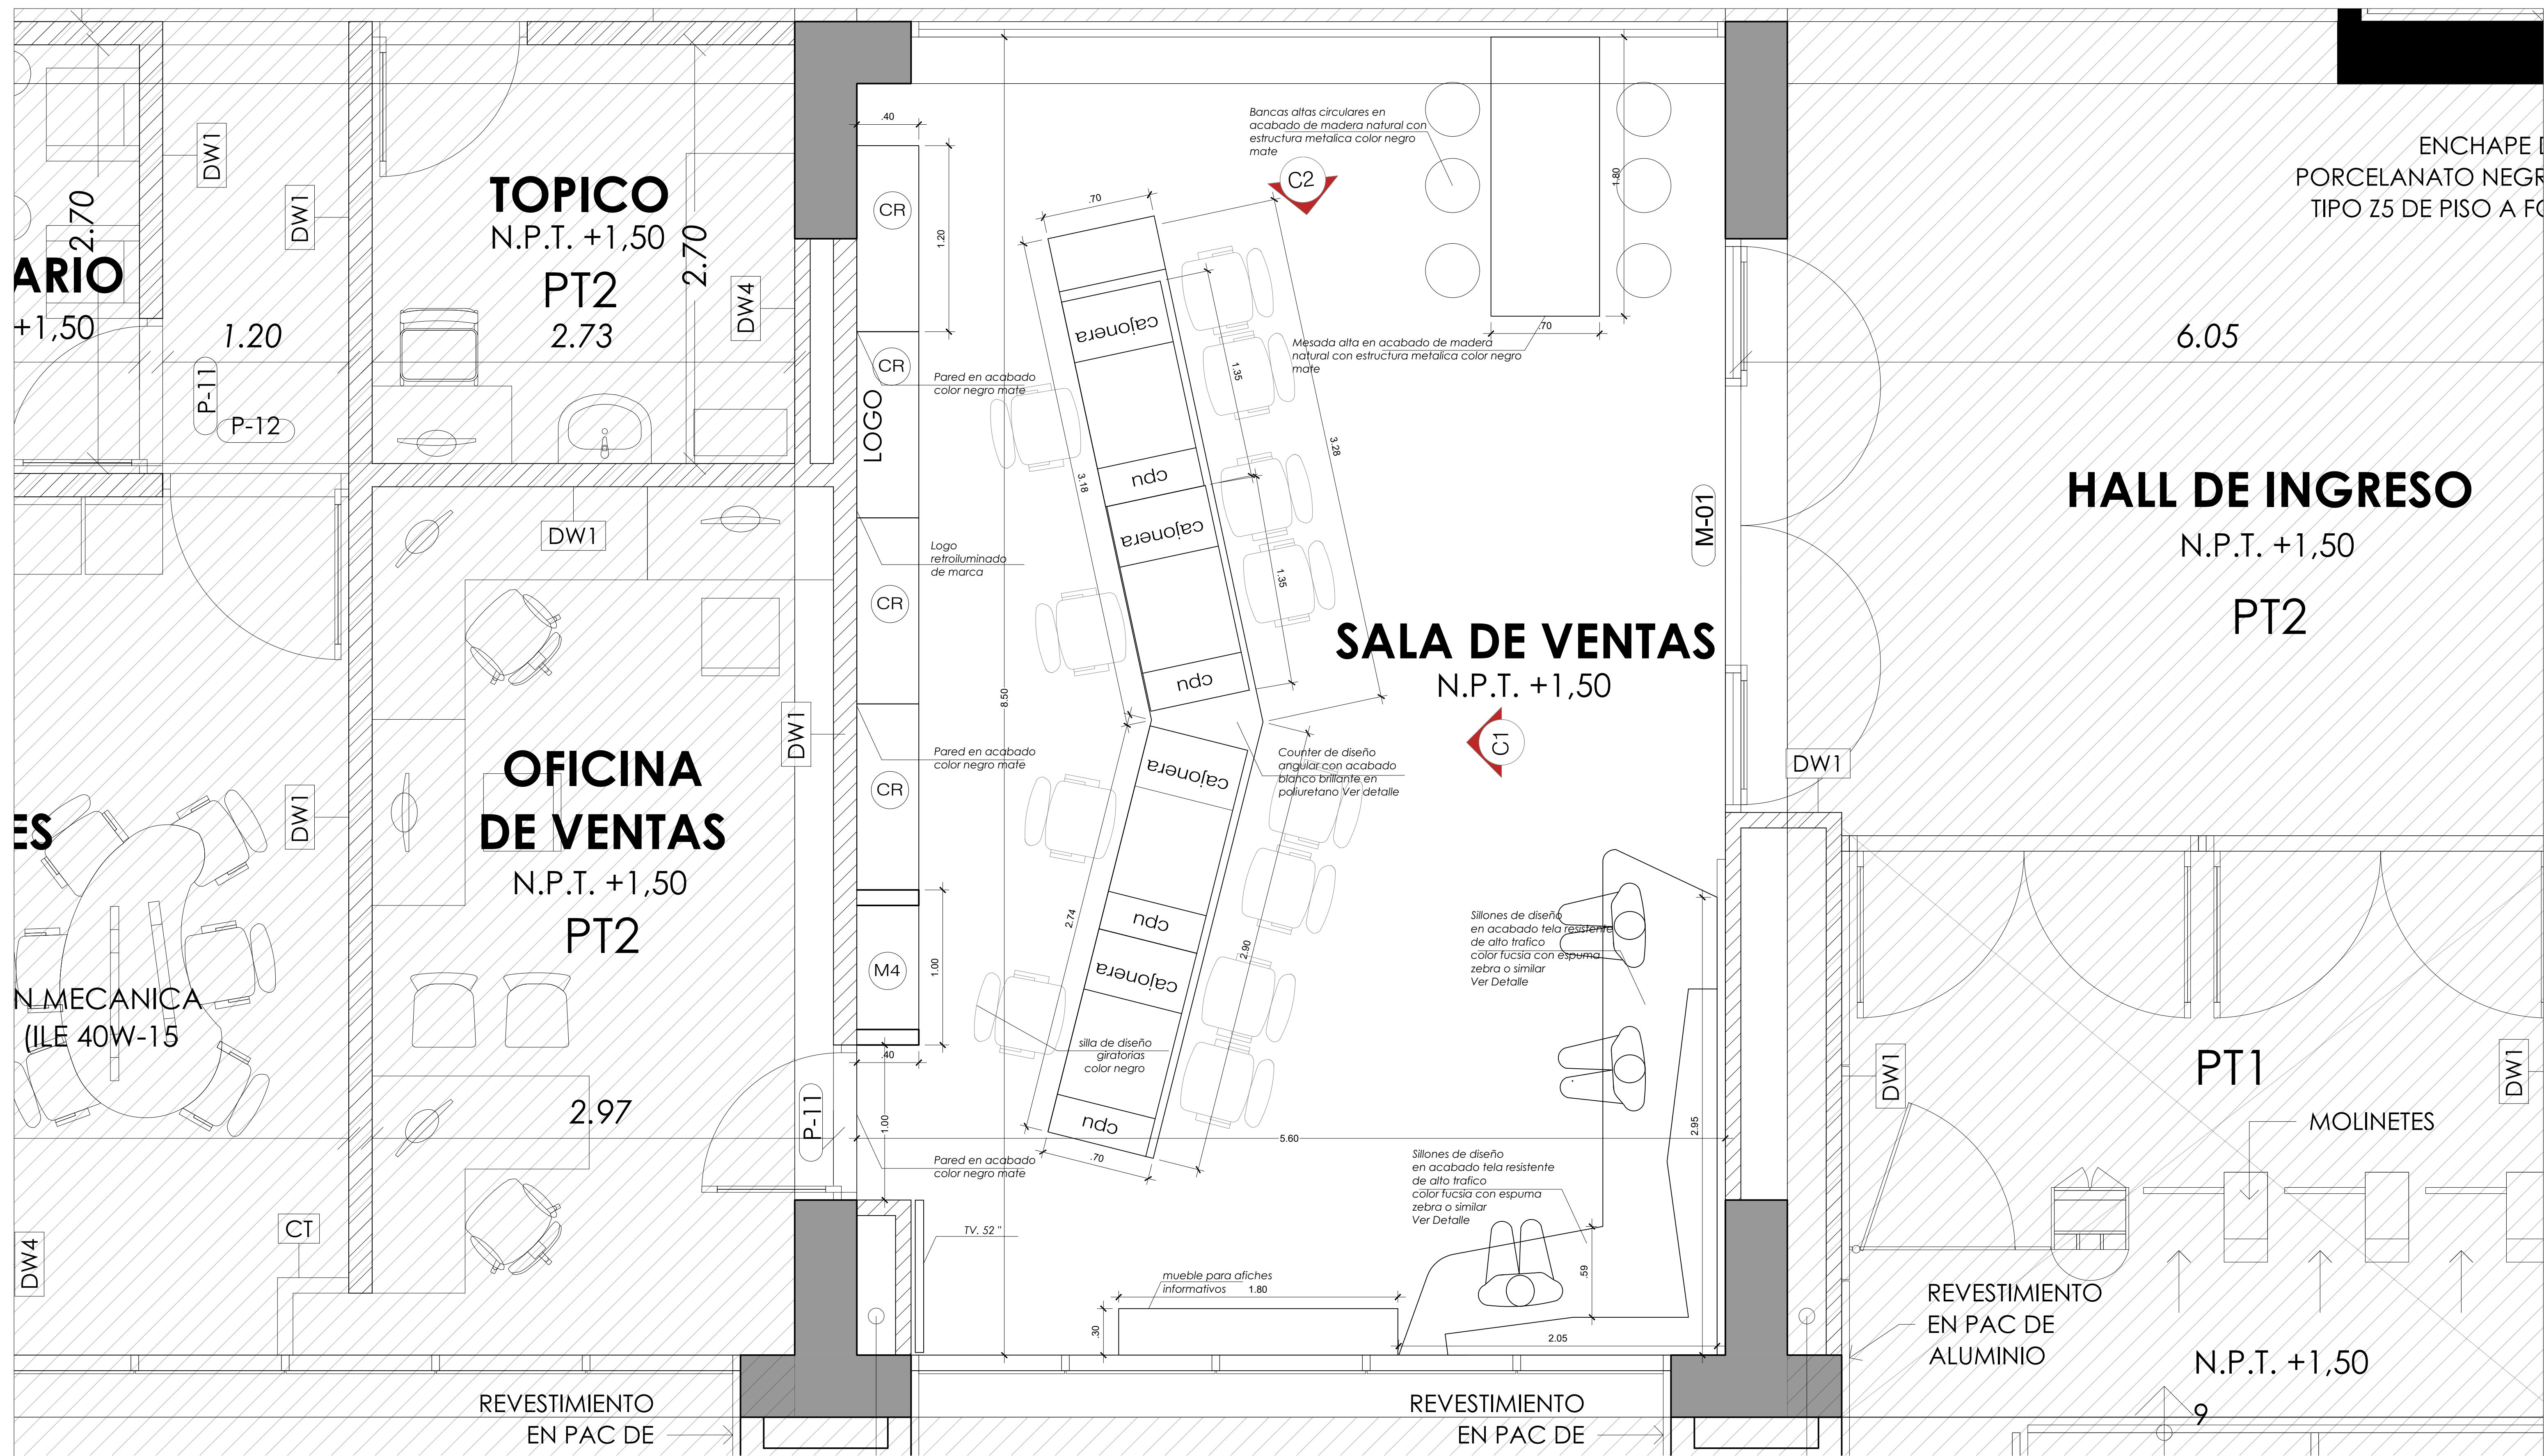 DW1
2.70
ARIO
+1,50
1.20
P-11
P-12
DW1
TOPICO
N.P.T. +1,50
PT2
2.73
2.70
DW4
.40
CR
1.20
CR
LOGO
Pared en acabado
color negro mate
Logo
retroiluminado
de marca
CR
Pared en acabado
color negro mate
CR
M4
1.00
.40
1.00
Pared en acabado
color negro mate
TV. 52 "
8.50
DW1
OFICINA
DE VENTAS
N.P.T. +1,50
PT2
DW1
DW1
2.97
P-11
CT
DW4
ES
N MECANICA
(ILE 40W-15
REVESTIMIENTO
EN PAC DE
Bancas altas circulares en
acabado de madera natural con
estructura metalica color negro
mate
C2
1.80
.70
Mesada alta en acabado de madera
natural con estructura metalica color negro
mate
.70
cajonera
1.35
3.28
cpu
3.18
cajonera
1.35
cpu
SALA DE VENTAS
N.P.T. +1,50
C1
M-01
cajonera
Counter de diseño
angular con acabado
blanco brillante en
poliuretano Ver detalle
cpu
2.74
2.90
cajonera
silla de diseño
giratorias
color negro
cpu
.70
5.60
Sillones de diseño
en acabado tela resistente
de alto trafico
color fucsia con espuma
zebra o similar
Ver Detalle
2.95
Sillones de diseño
en acabado tela resistente
de alto trafico
color fucsia con espuma
zebra o similar
Ver Detalle
.59
mueble para afiches
informativos
1.80
.30
2.05
REVESTIMIENTO
EN PAC DE
ENCHAPE D
PORCELANATO NEGR
TIPO Z5 DE PISO A FO
6.05
HALL DE INGRESO
N.P.T. +1,50
PT2
DW1
DW1
PT1
DW1
MOLINETES
REVESTIMIENTO
EN PAC DE
ALUMINIO
N.P.T. +1,50
9